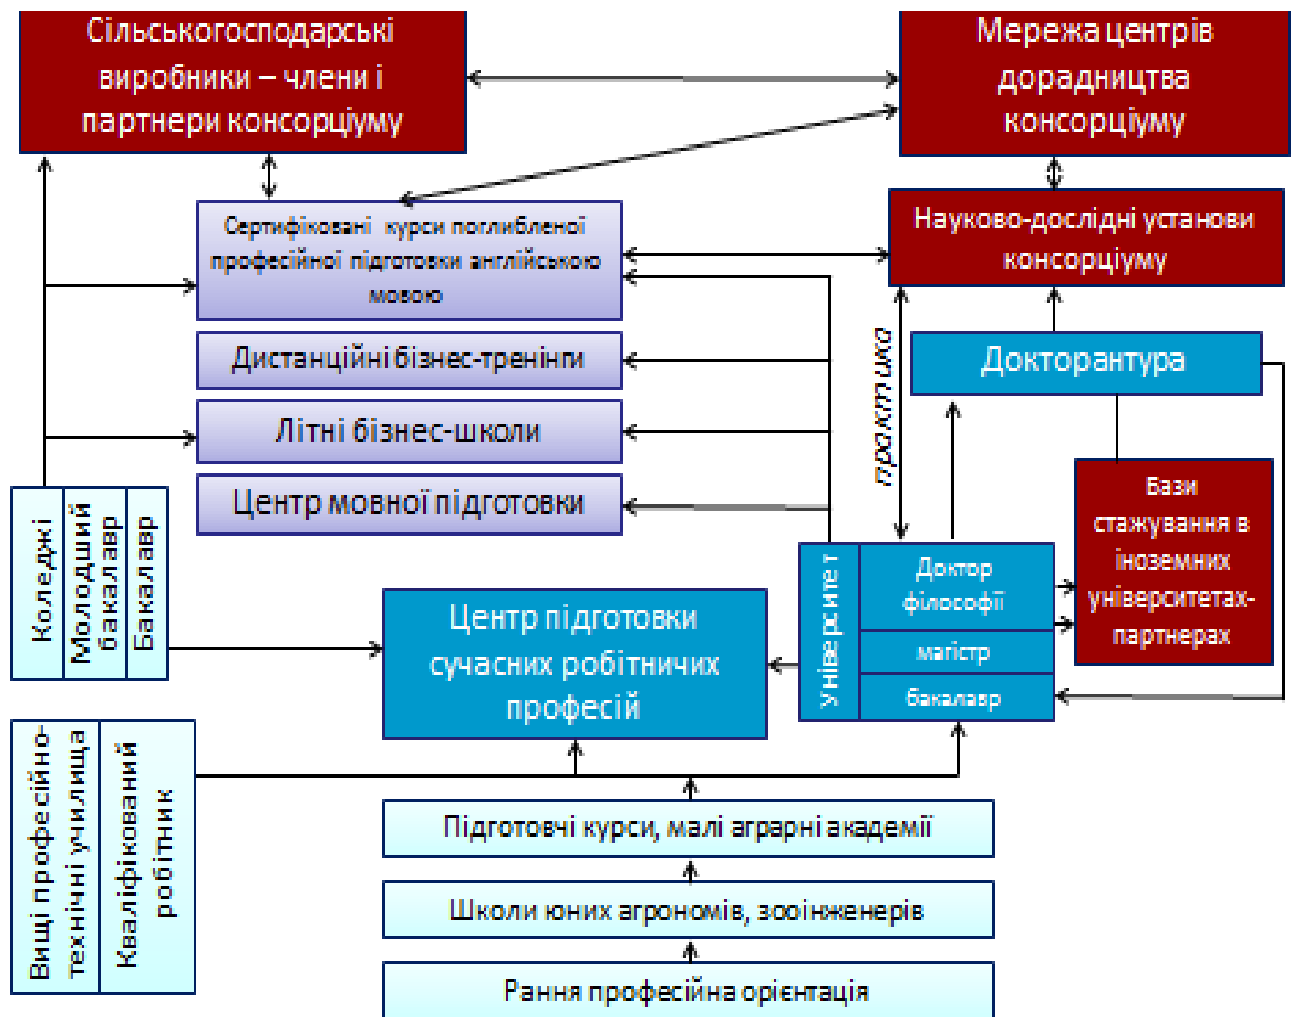 Сільськогосподарські
виробники – члени і
партнери консорціуму
Мережа центрів
дорадництва
консорціуму
Сертифіковані курси поглибленої
професійної підготовки англійською
мовою
Науково-дослідні установи
консорціуму
Дистанційні бізнес-тренінги
практика
Докторантура
Літні бізнес-школи
Центр мовної підготовки
Бази
стажування в
іноземних
університетах-
партнерах
Коледжі
Молодший
бакалавр
Бакалавр
Центр підготовки
сучасних робітничих
професій
Університет
Доктор
філософії
магістр
бакалавр
Вищі професійно-
технічні училища
Кваліфікований
робітник
Підготовчі курси, малі аграрні академії
Школи юних агрономів, зооінженерів
Рання професійна орієнтація